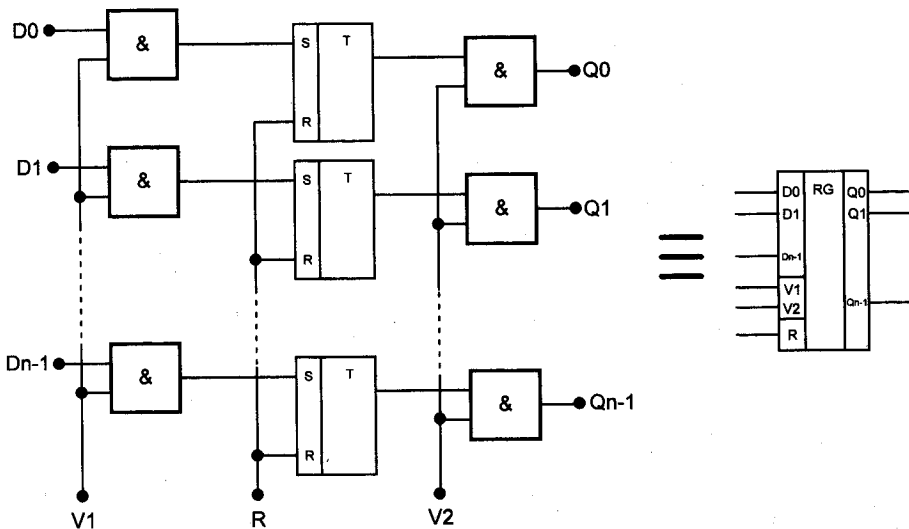 D0
&
S T
R
&
Q0
D1
&
S T
R
&
Q1
Dn-1
&
S T
R
&
Qn-1
V1 R V2
D0 RG Q0
D1 Q1
Dn-1
V1
V2 Qn-1
R